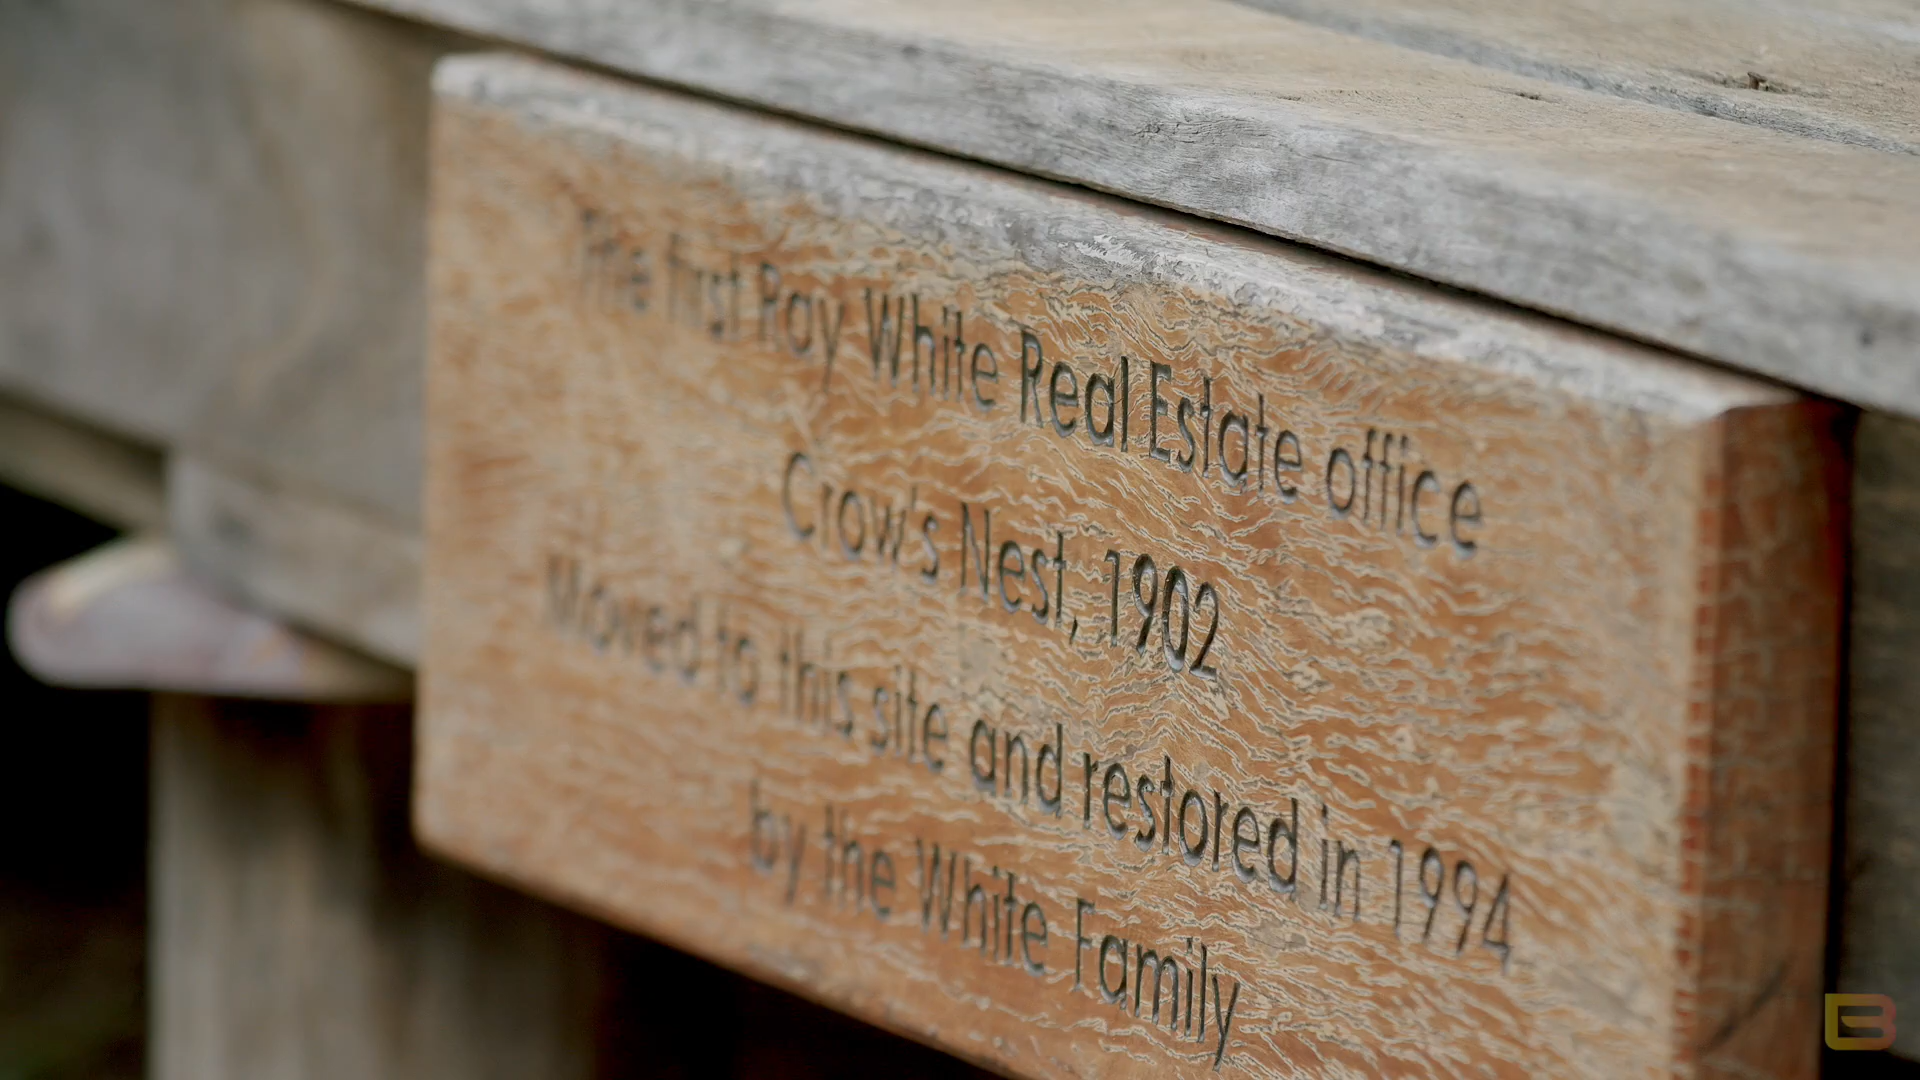 The first Ray White Real Estate office
Crow's Nest, 1902
Moved to this site and restored in 1994
by the White Family